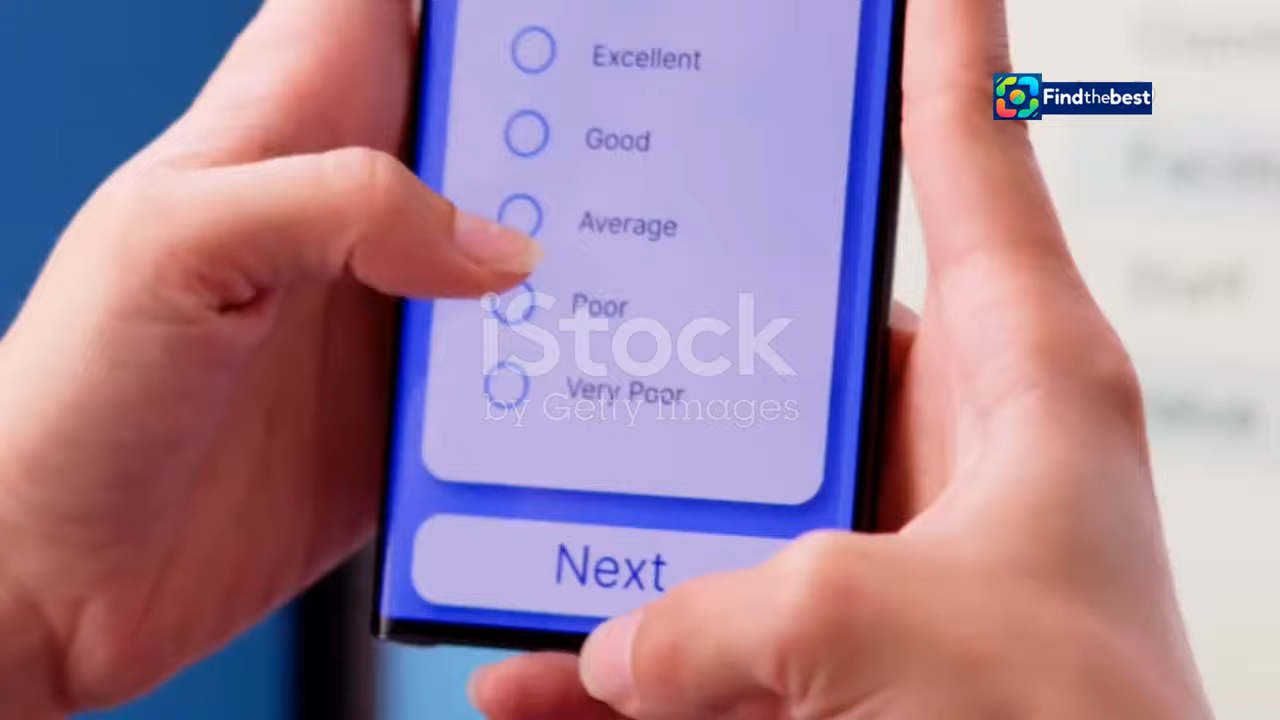 Excellent
Findthebest
Good
Average
Poor
iStock
Very Poor
by Getty Images
Next